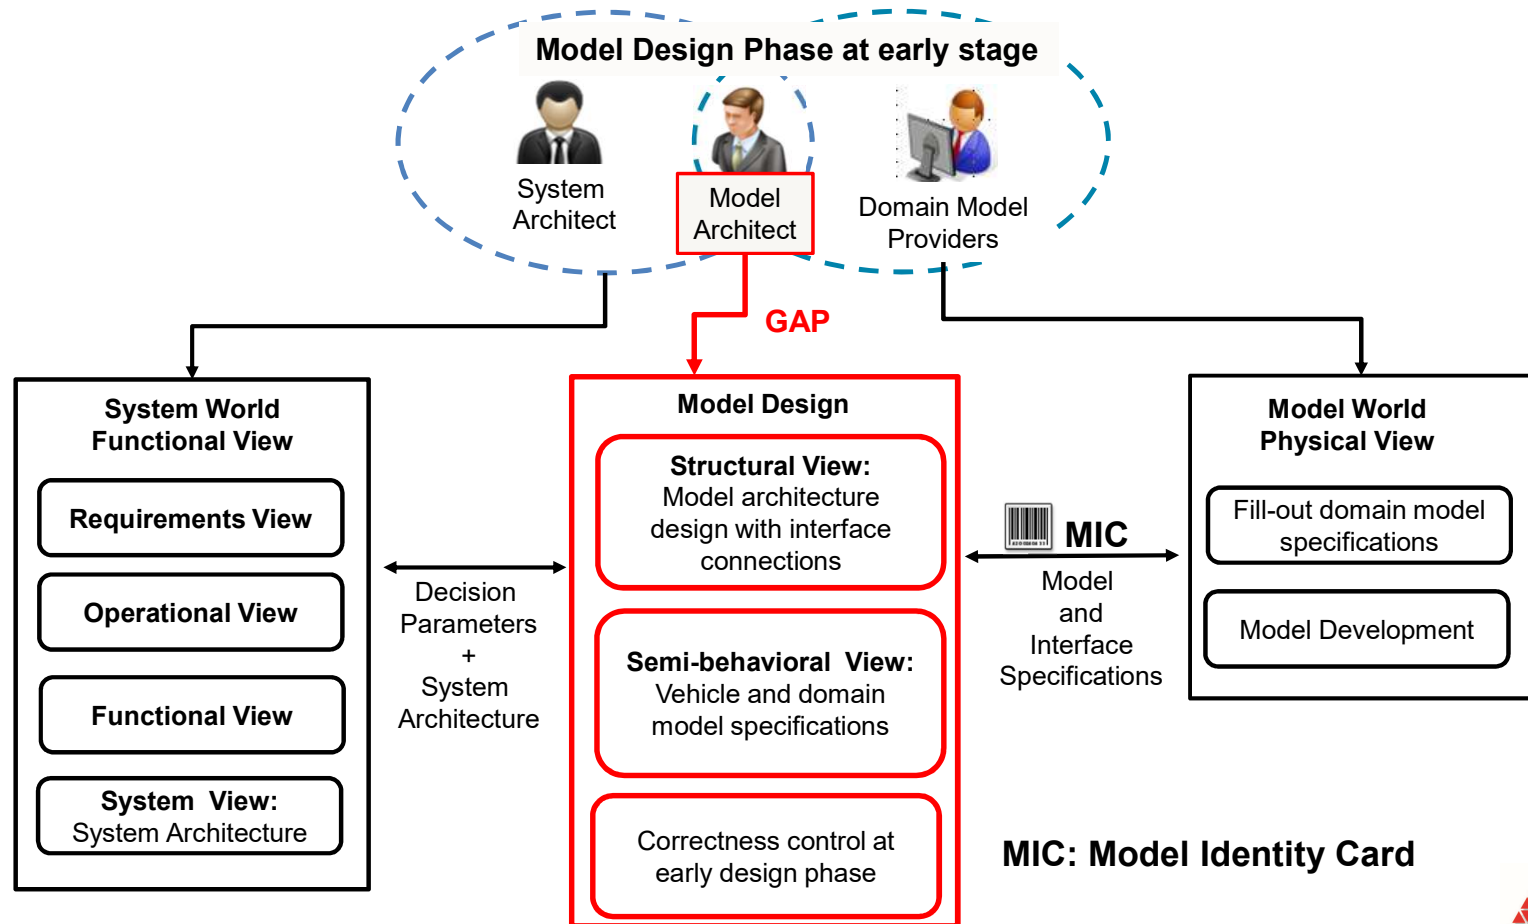 Model Design Phase at early stage
System
Architect
Model
Architect
Domain Model
Providers
GAP
System World
Functional View
Requirements View
Operational View
Functional View
System View:
System Architecture
Decision
Parameters
+
System
Architecture
Model Design
Structural View:
Model architecture
design with interface
connections
Semi-behavioral View:
Vehicle and domain
model specifications
Correctness control at
early design phase
MIC
Model
and
Interface
Specifications
Model World
Physical View
Fill-out domain model
specifications
Model Development
MIC: Model Identity Card